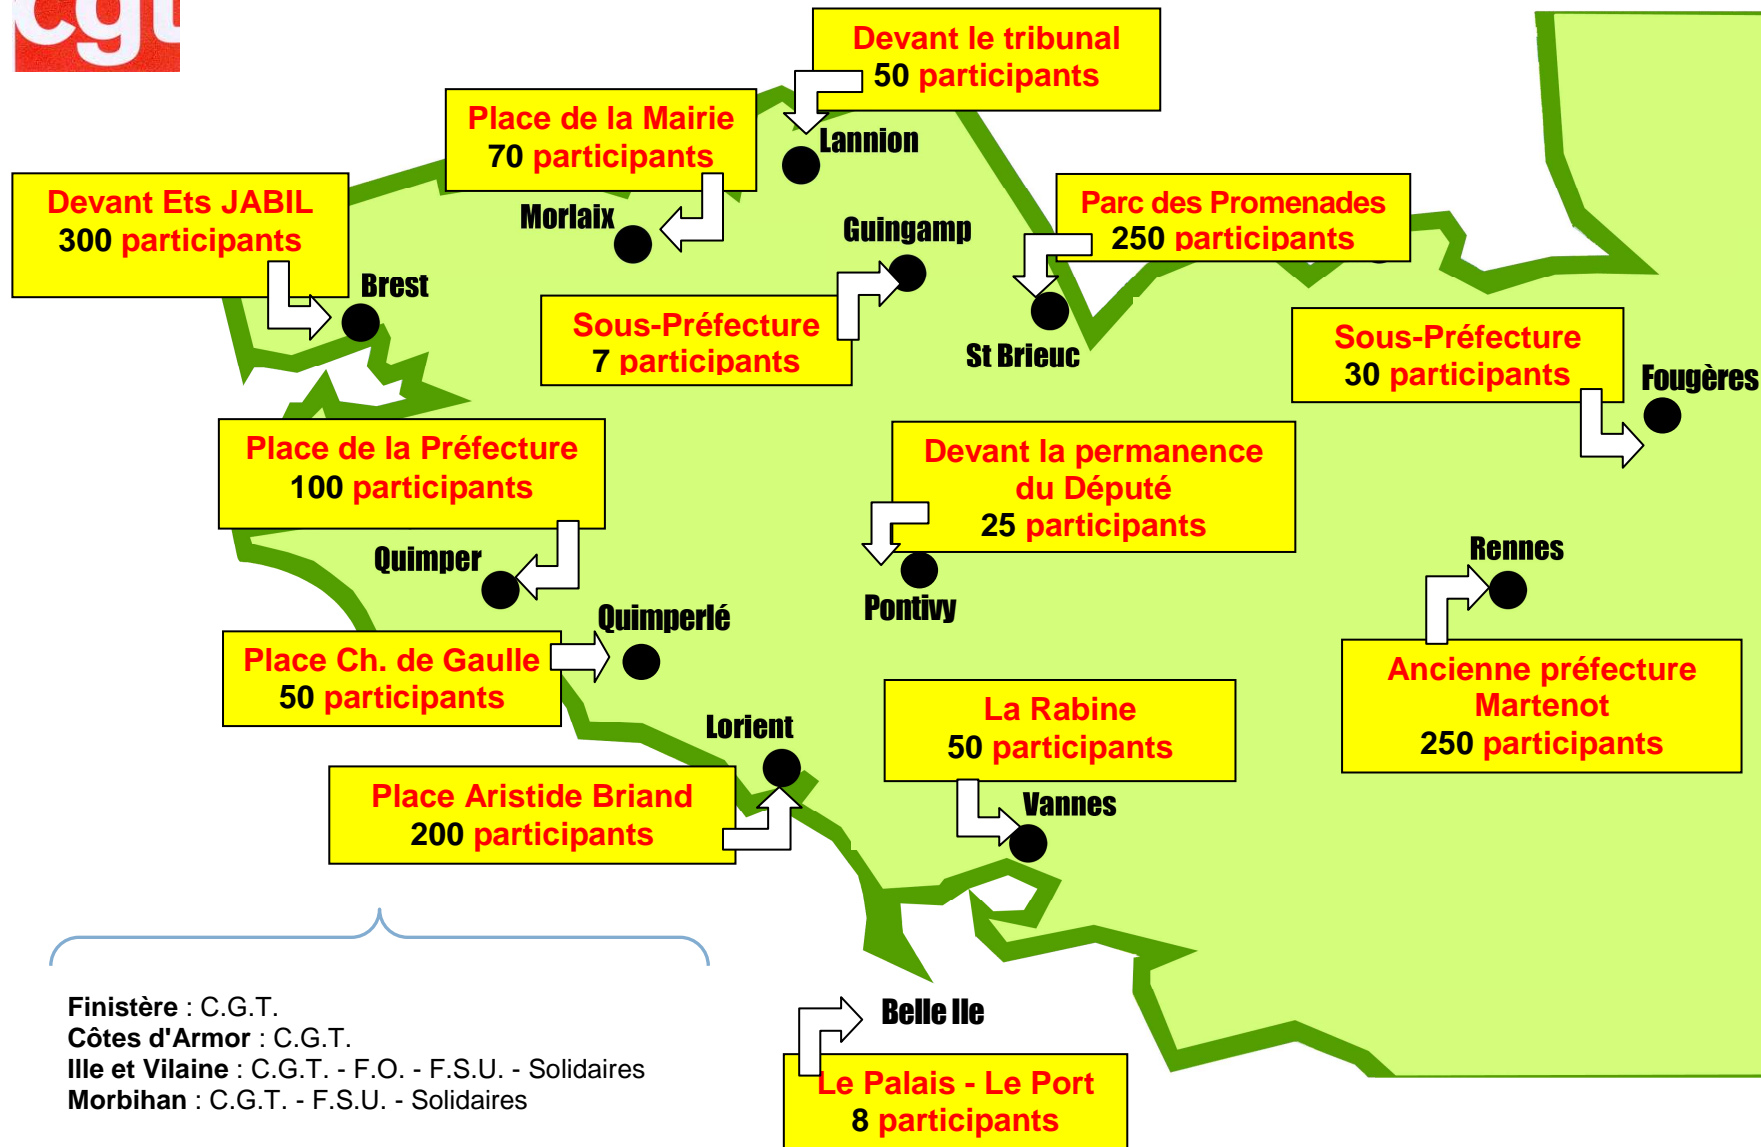 cgt
Devant le tribunal
50 participants
Place de la Mairie
70 participants
Lannion
Devant Ets JABIL
300 participants
Morlaix
Parc des Promenades
250 participants
Guingamp
Brest
Sous-Préfecture
7 participants
St Brieuc
Sous-Préfecture
30 participants
Fougères
Place de la Préfecture
100 participants
Devant la permanence
du Député
25 participants
Quimper
Rennes
Pontivy
Quimperlé
Place Ch. de Gaulle
50 participants
Ancienne préfecture
Martenot
250 participants
La Rabine
50 participants
Lorient
Place Aristide Briand
200 participants
Vannes
Belle Ile
Le Palais - Le Port
8 participants
Finistère : C.G.T.
Côtes d'Armor : C.G.T.
Ille et Vilaine : C.G.T. - F.O. - F.S.U. - Solidaires
Morbihan : C.G.T. - F.S.U. - Solidaires